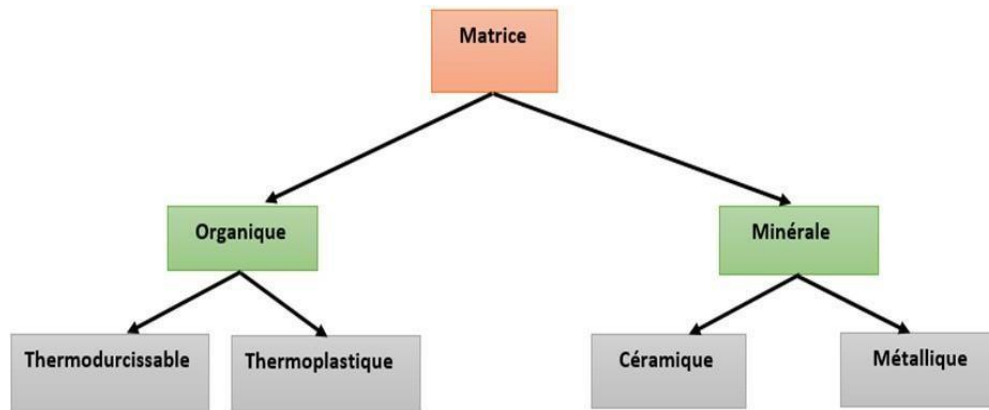 Matrice
Organique
Minérale
Thermodurcissable
Thermoplastique
Céramique
Métallique